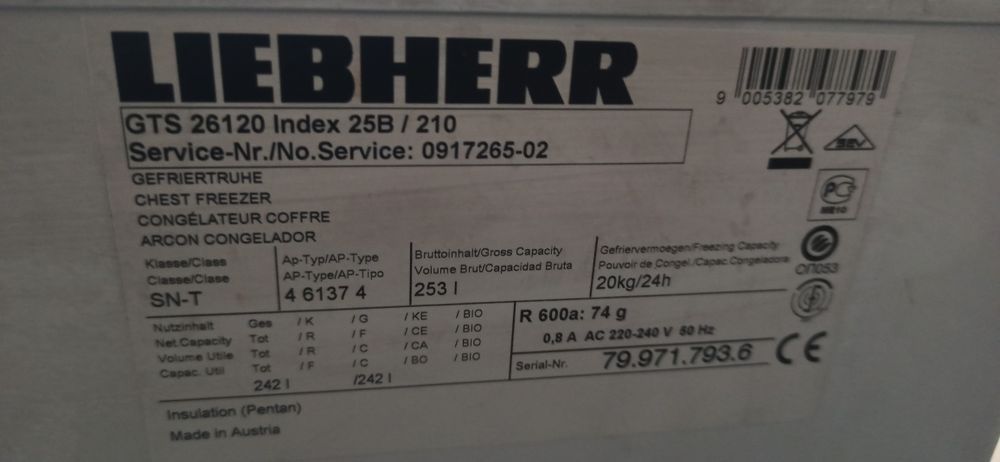 LIEBHERR
9 005382 077979
GTS 26120 Index 25B / 210
Service-Nr./No.Service: 0917265-02
SEV
GEFRIERTRUHE
CHEST FREEZER
CONGÉLATEUR COFFRE
ARCON CONGELADOR
PC
ME10
Klasse/Class
Classe/Clase
SN-T
Ap-Typ/AP-Type
AP-Type/AP-Tipo
4 6137 4
Bruttoinhalt/Gross Capacity
Volume Brut/Capacidad Bruta
253 l
Gefriervermoegen/Freezing Capacity
Pouvoir de Congel./Capac.Congeladora
20kg/24h
ОП053
Nutzinhalt Ges / K / G / KE / BIO
Net.Capacity Tot / R / F / CE / BIO
Volume Utile Tot / R / C / CA / BIO
Capac. Util Tot / F / C / BO / BIO
242 l /242 l
R 600a: 74 g
0,8 A AC 220-240 V 50 Hz
Serial-Nr. 79.971.793.6
CE
Insulation (Pentan)
Made in Austria